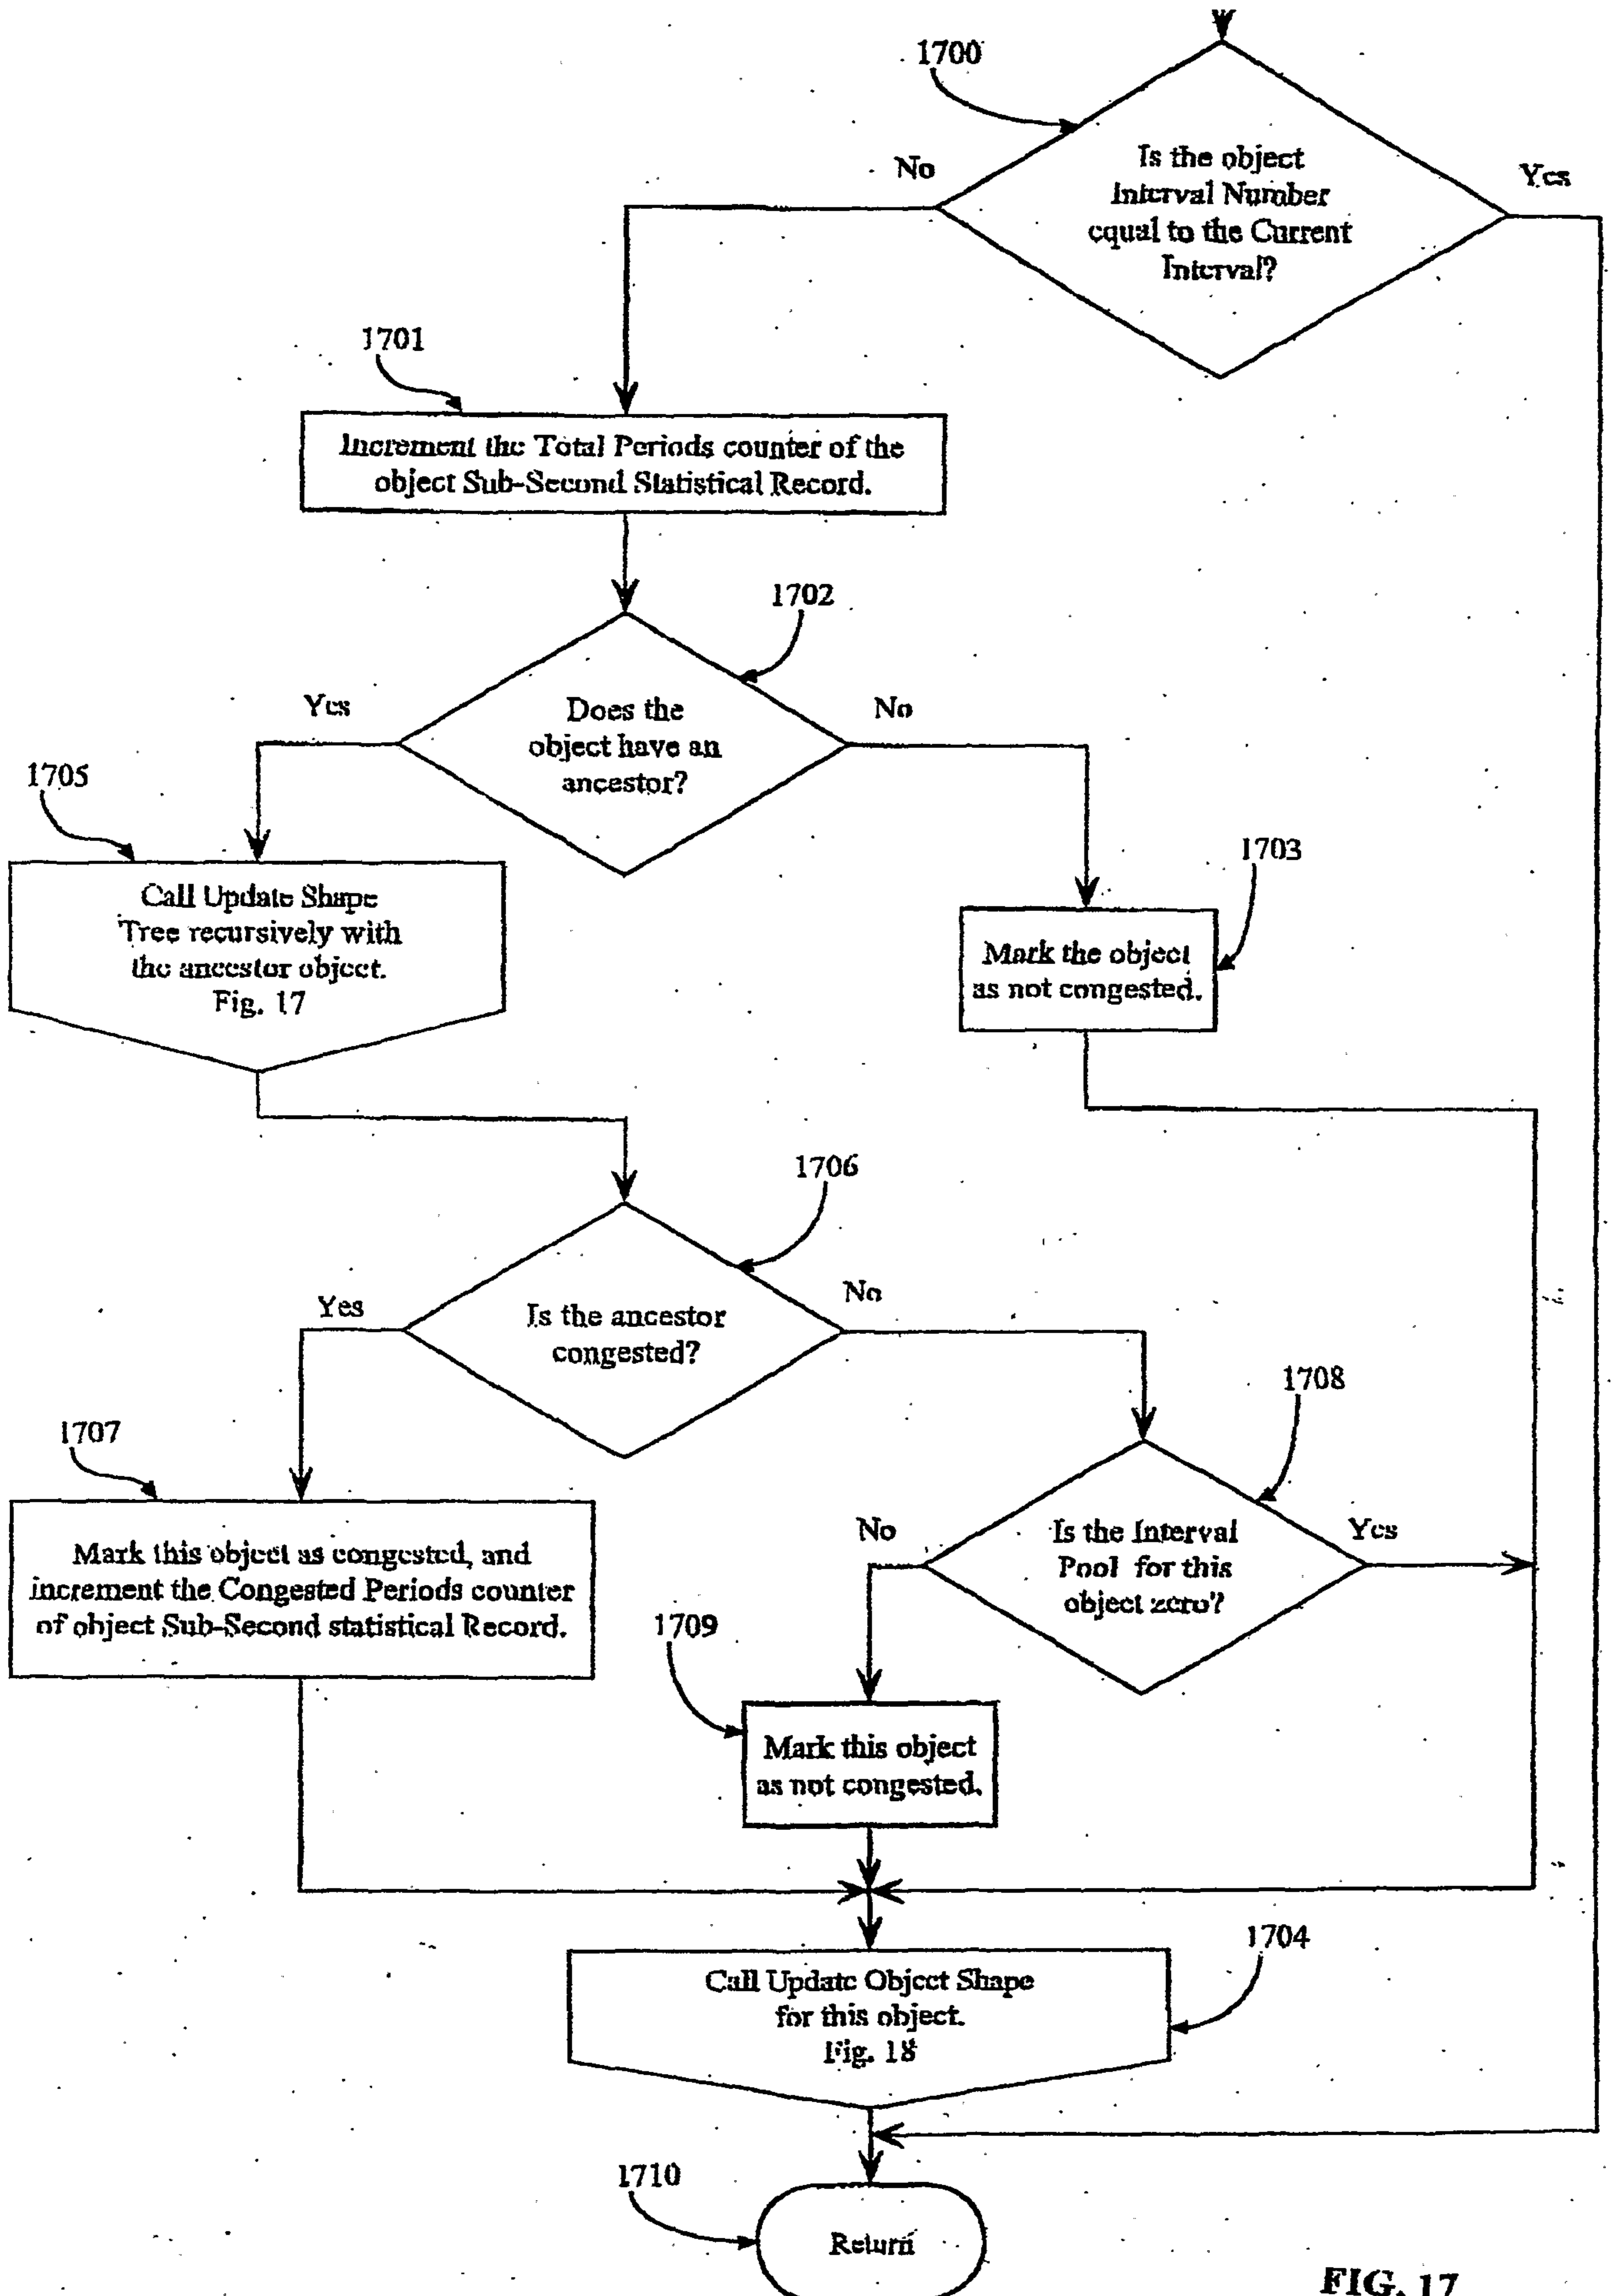 1700
No
Is the object
Interval Number
equal to the Current
Interval?
Yes
1701
Increment the Total Periods counter of the
object Sub-Second Statistical Record.
1702
Yes
Does the
object have an
ancestor?
No
1705
Call Update Shape
Tree recursively with
the ancestor object.
Fig. 17
1703
Mark the object
as not congested.
1706
Yes
Is the ancestor
congested?
No
1708
1707
Mark this object as congested, and
increment the Congested Periods counter
of object Sub-Second statistical Record.
No
Is the Interval
Pool for this
object zero?
Yes
1709
Mark this object
as not congested.
1704
Call Update Object Shape
for this object.
Fig. 18
1710
Return
FIG. 17